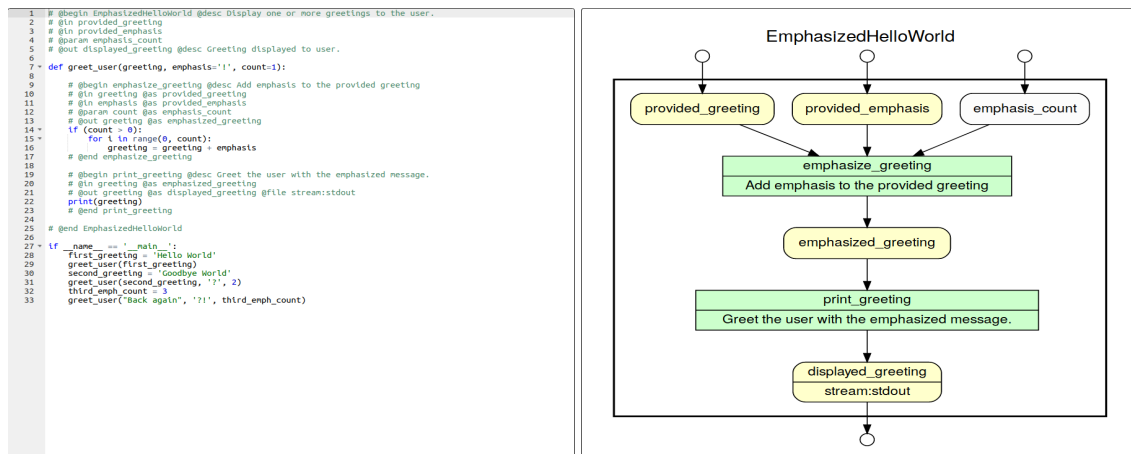 1 # @begin EmphasizedHelloWorld @desc Display one or more greetings to the user.
2 # @in provided_greeting
3 # @in provided_emphasis
4 # @param emphasis_count
5 # @out displayed_greeting @desc Greeting displayed to user.
6
7 def greet_user(greeting, emphasis='!', count=1):
8
9 # @begin emphasize_greeting @desc Add emphasis to the provided greeting
10 # @in greeting @as provided_greeting
11 # @in emphasis @as provided_emphasis
12 # @param count @as emphasis_count
13 # @out greeting @as emphasized_greeting
14 if (count > 0):
15 for i in range(0, count):
16 greeting = greeting + emphasis
17 # @end emphasize_greeting
18
19 # @begin print_greeting @desc Greet the user with the emphasized message.
20 # @in greeting @as emphasized_greeting
21 # @out greeting @as displayed_greeting @file stream:stdout
22 print(greeting)
23 # @end print_greeting
24
25 # @end EmphasizedHelloWorld
26
27 if __name__ == '__main__':
28 first_greeting = 'Hello World'
29 greet_user(first_greeting)
30 second_greeting = 'Goodbye World'
31 greet_user(second_greeting, '?', 2)
32 third_emph_count = 3
33 greet_user("Back again", '?!', third_emph_count)
EmphasizedHelloWorld
provided_greeting
provided_emphasis
emphasis_count
emphasize_greeting
Add emphasis to the provided greeting
emphasized_greeting
print_greeting
Greet the user with the emphasized message.
displayed_greeting
stream:stdout